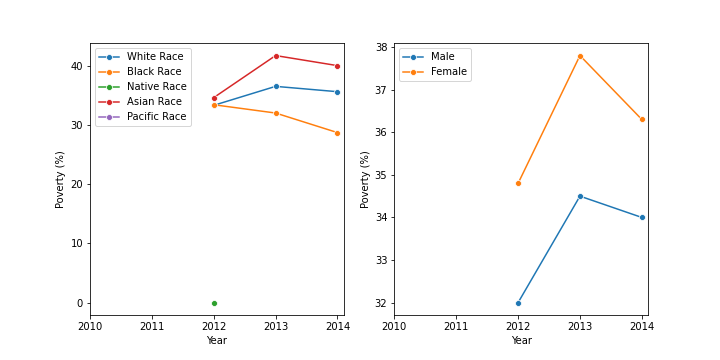 White Race
Black Race
Native Race
Asian Race
Pacific Race
40
30
20
10
0
Poverty (%)
2010 2011 2012 2013 2014
Year
Male
Female
38
37
36
35
34
33
32
Poverty (%)
2010 2011 2012 2013 2014
Year